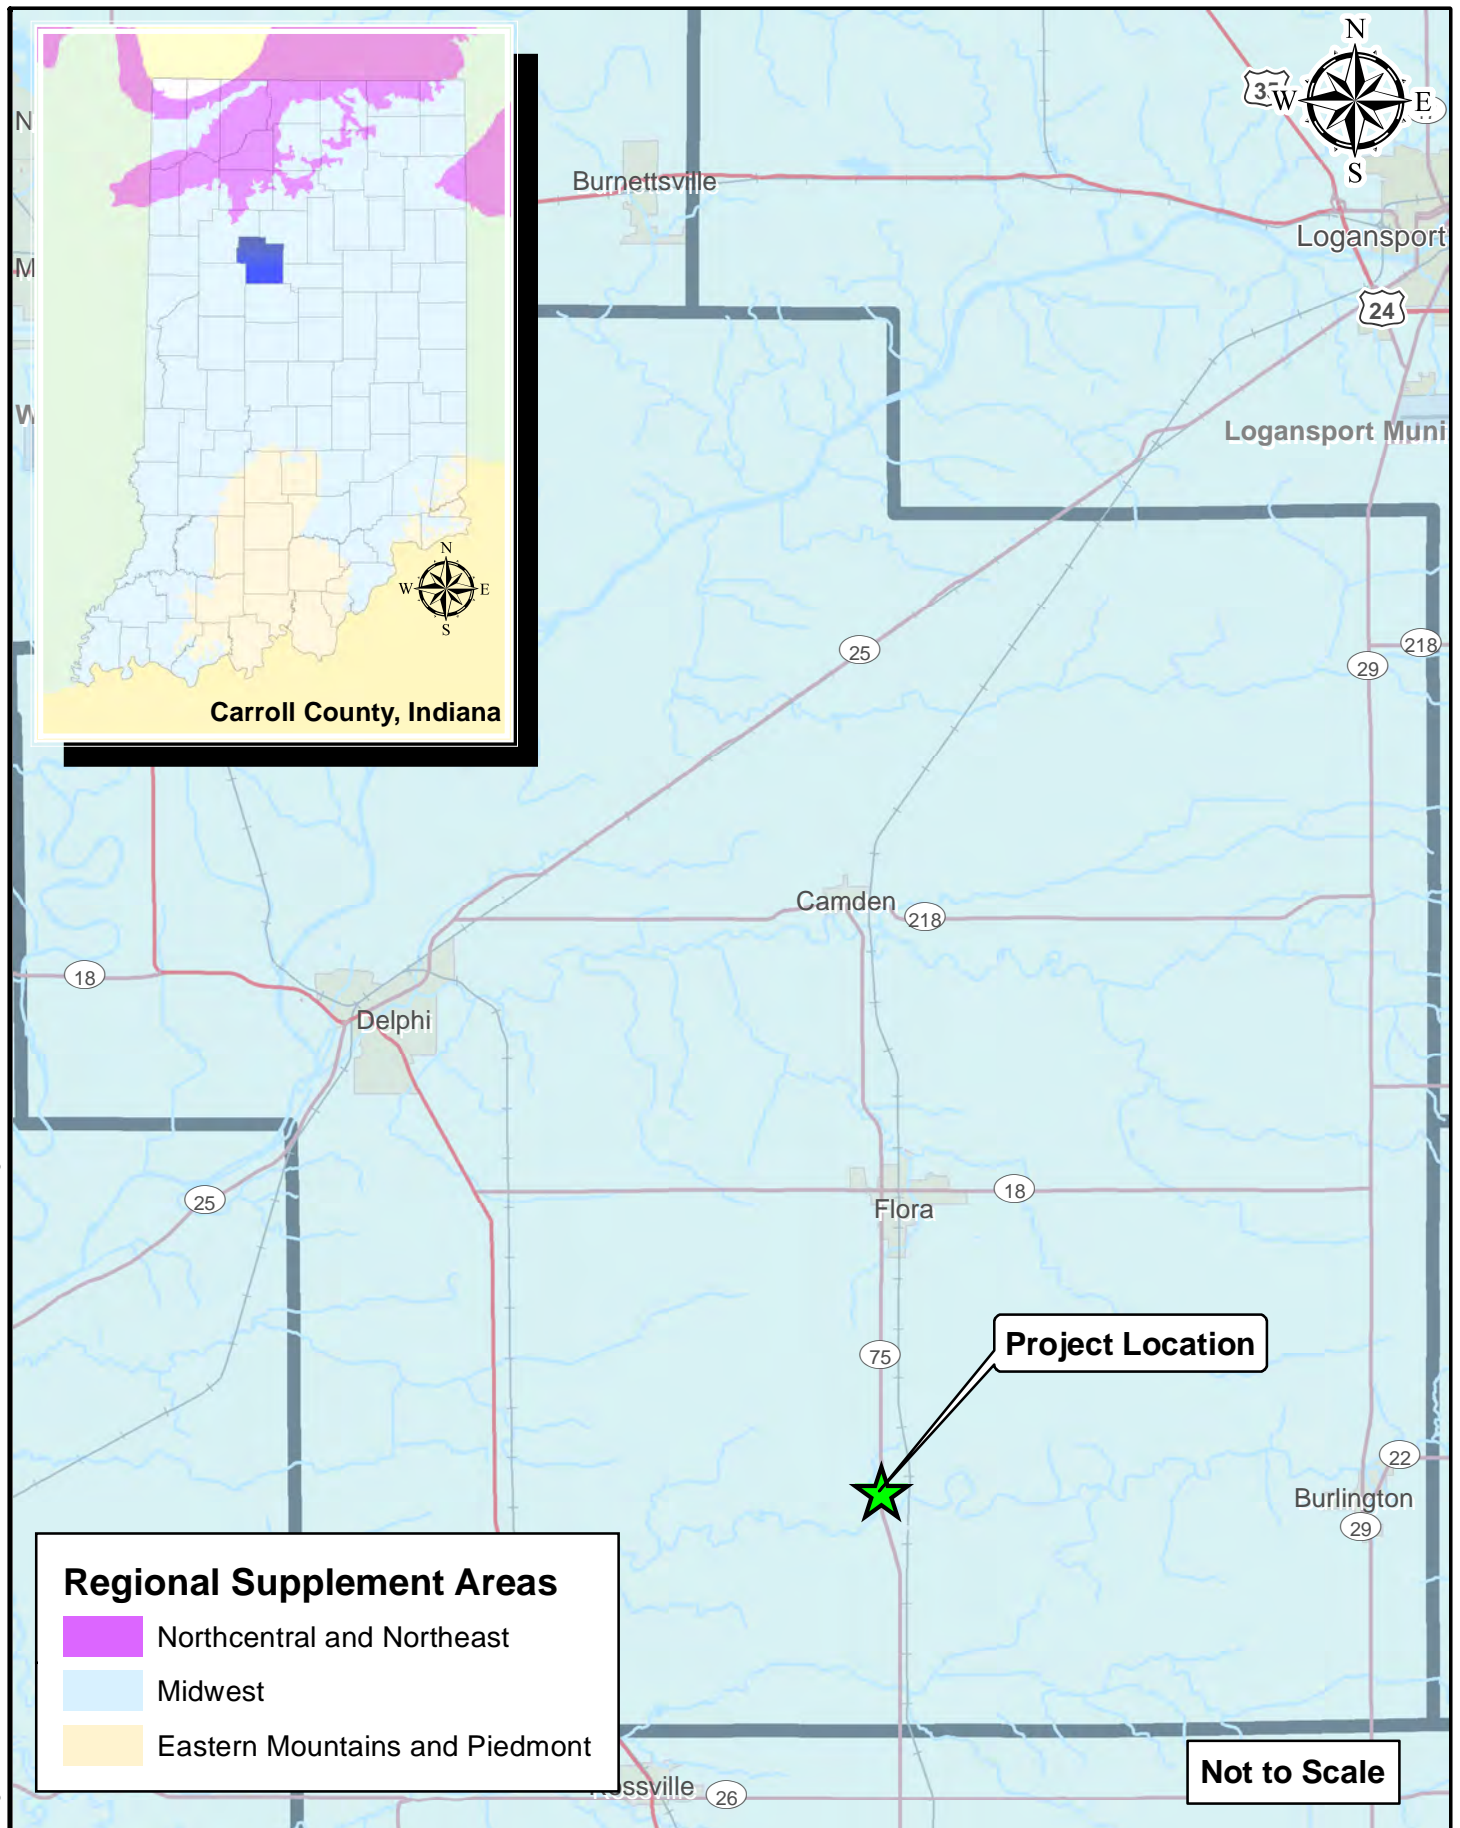 N
W
E
S
Burnettsville
Logansport
24
Logansport Muni
N
W
E
S
Carroll County, Indiana
25
218
29
Camden
218
18
Delphi
25
18
Flora
75
Project Location
22
Burlington
29
Regional Supplement Areas
Northcentral and Northeast
Midwest
Eastern Mountains and Piedmont
26
Not to Scale
N
M
W